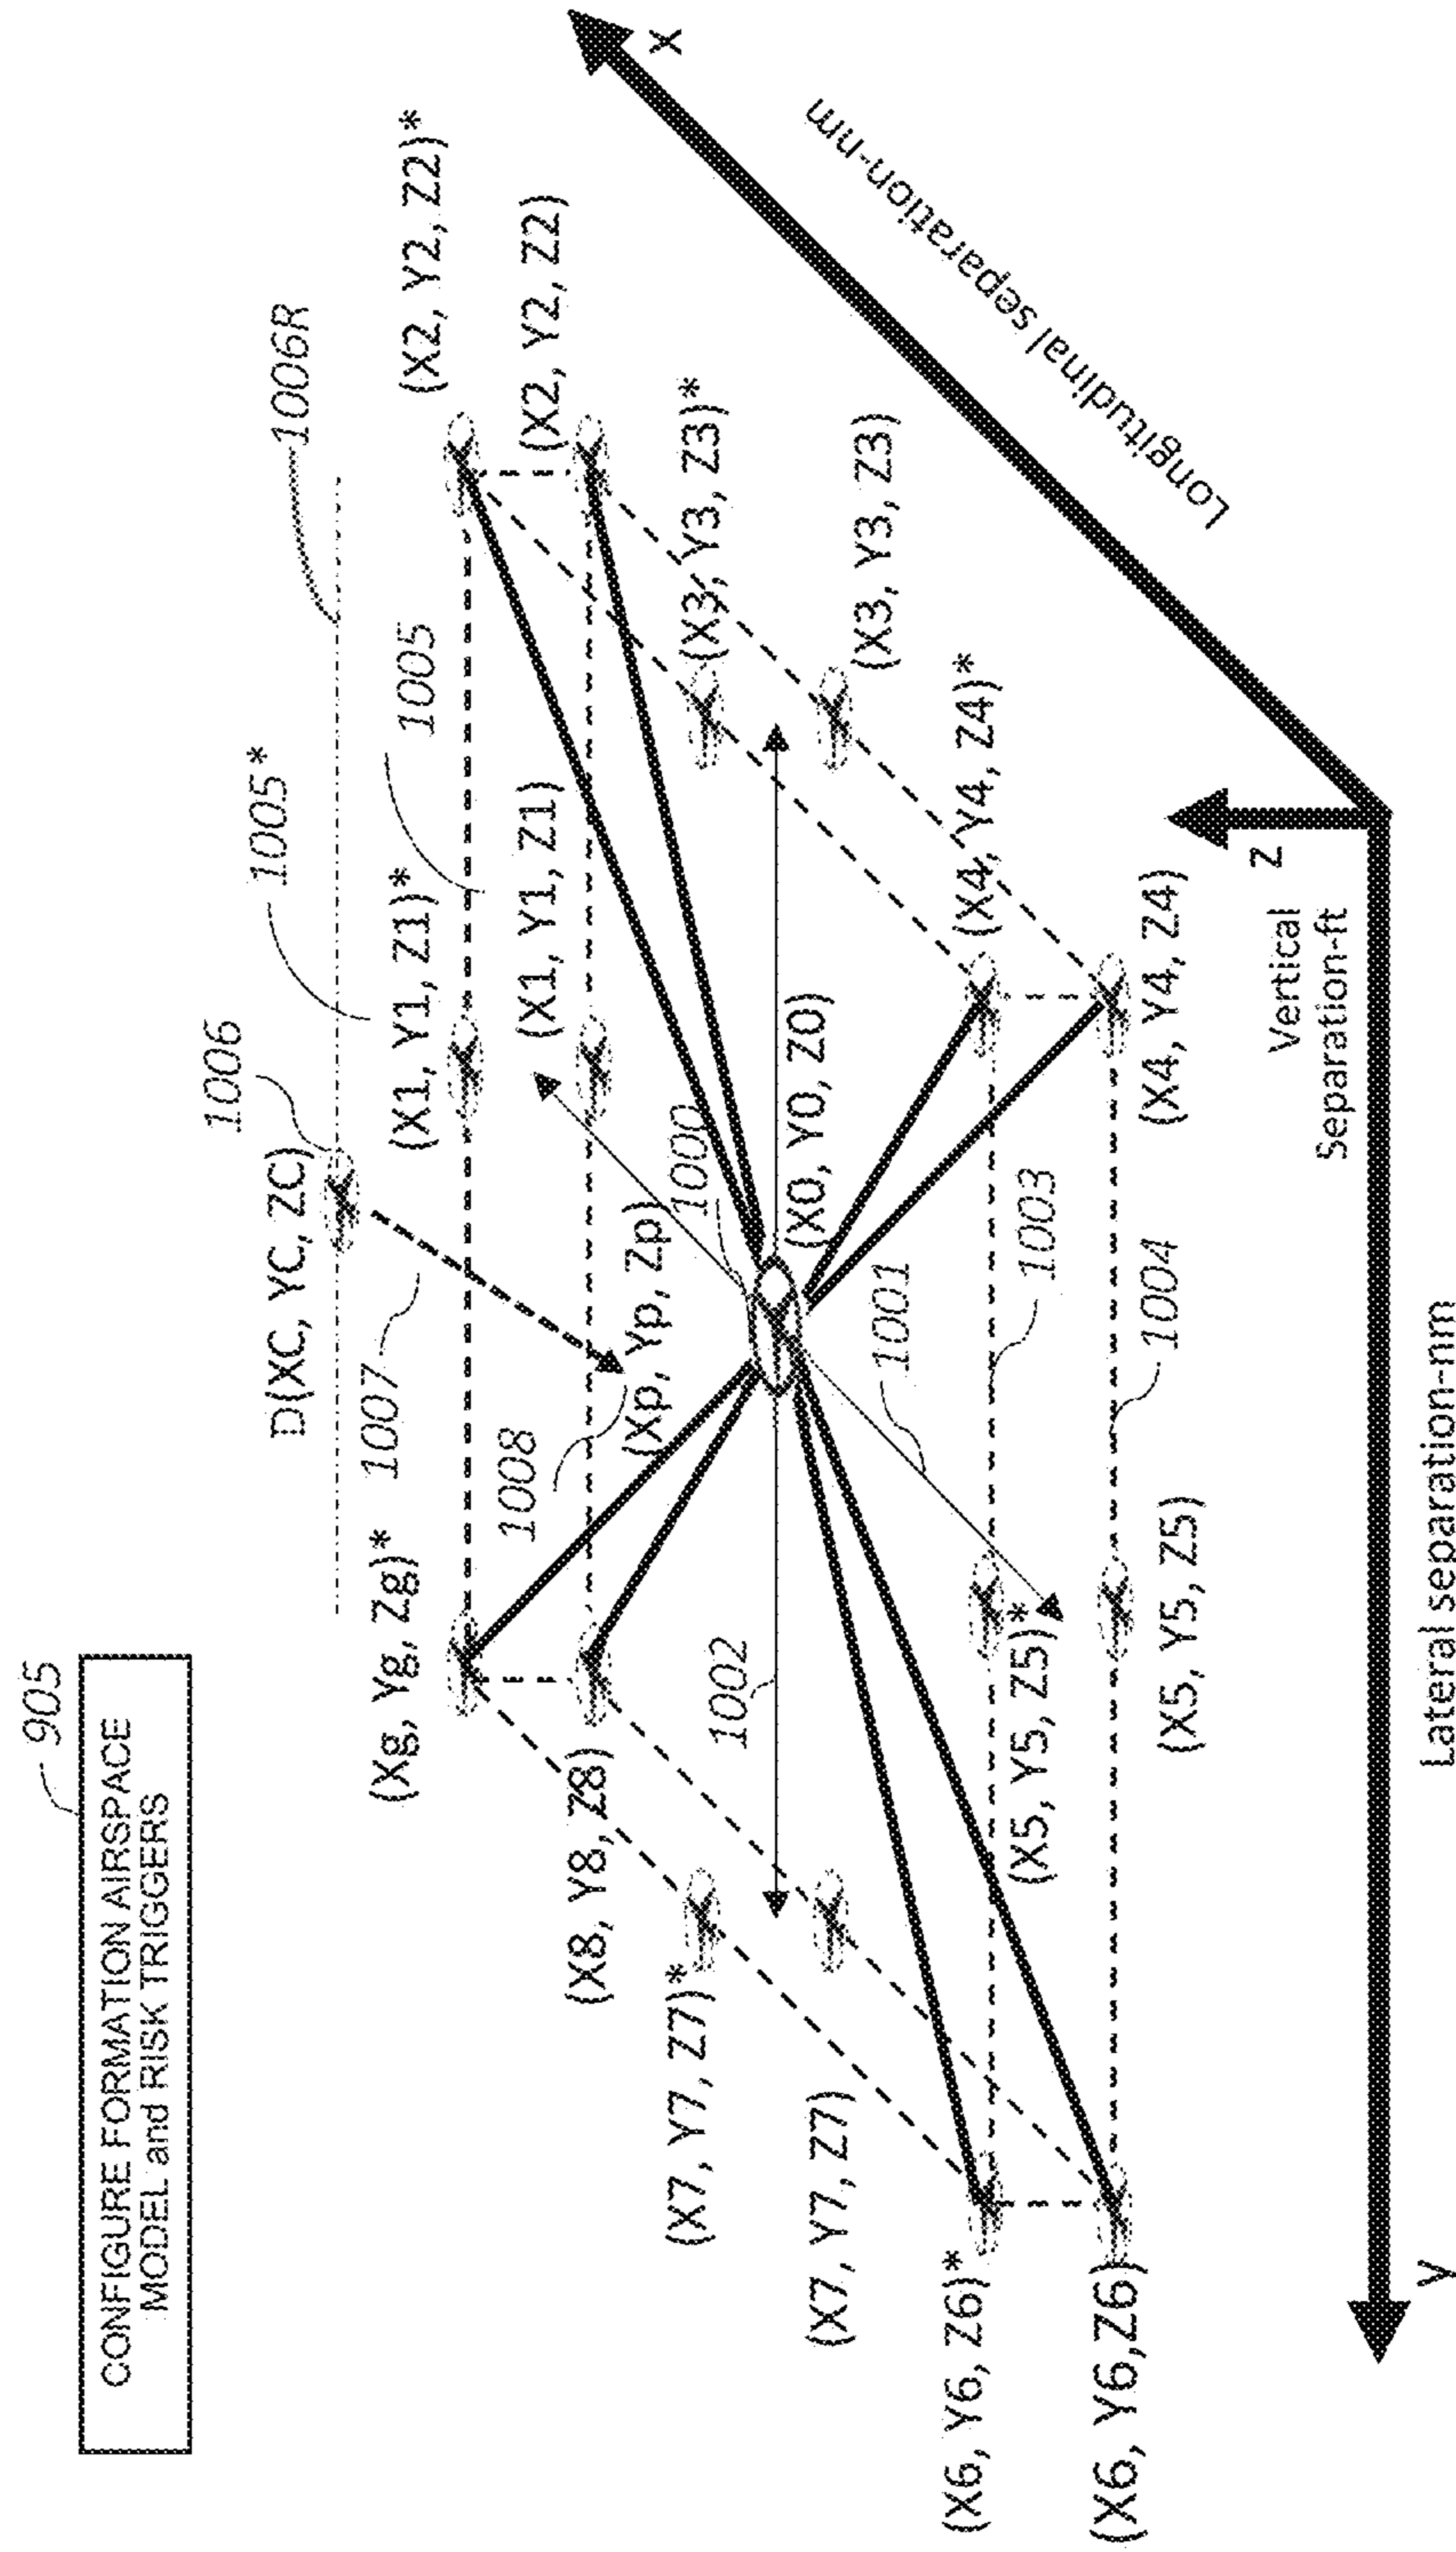 905
CONFIGURE FORMATION AIRSPACE
MODEL and RISK TRIGGERS
1006
1005*
1006R
D(XC, YC, ZC)
1007
(Xg, Yg, Zg)*
(X1, Y1, Z1)*
1005
(X2, Y2, Z2)*
1008
(X8, Y8, Z8)
(X1, Y1, Z1)
(X2, Y2, Z2)
(Xp, Yp, Zp)
1000
(X7, Y7, Z7)*
1002
(X3, Y3, Z3)*
X
(X0, Y0, Z0)
(X7, Y7, Z7)
1001
(X3, Y3, Z3)
Longitudinal separation-nm
(X6, Y6, Z6)*
(X5, Y5, Z5)*
1003
(X4, Y4, Z4)*
(X6, Y6,Z6)
(X5, Y5, Z5)
1004
(X4, Y4, Z4)
Z
Vertical
Separation-ft
y
Lateral separation-nm